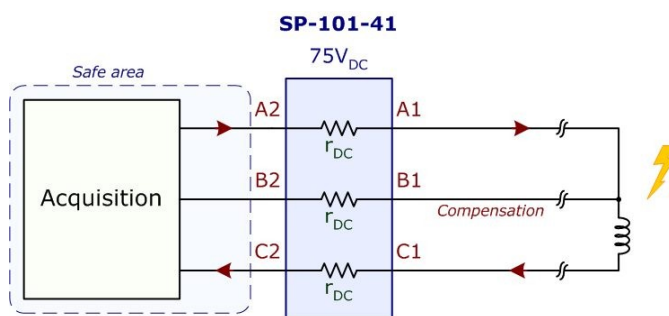 SP-101-41
75VDC
Safe area
A2
A1
rDC
Acquisition
B2
B1
rDC
Compensation
C2
C1
rDC